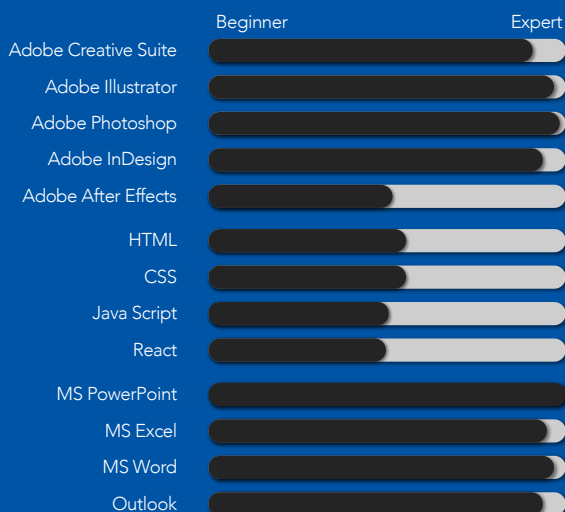 Beginner Expert
Adobe Creative Suite
Adobe Illustrator
Adobe Photoshop
Adobe InDesign
Adobe After Effects
HTML
CSS
Java Script
React
MS PowerPoint
MS Excel
MS Word
Outlook